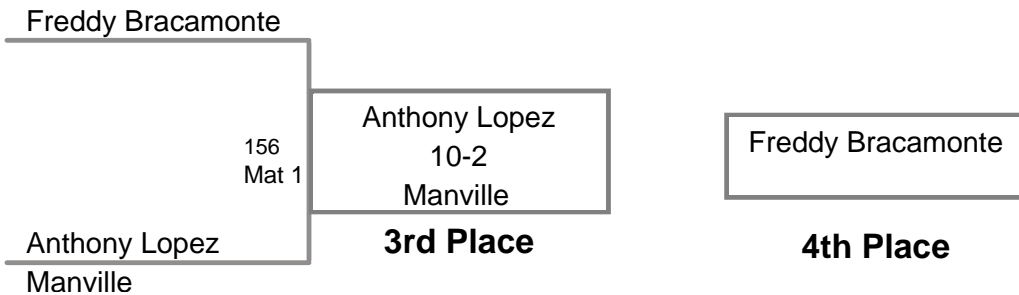 Freddy Bracamonte
156
Mat 1
Anthony Lopez
Manville
Anthony Lopez
10-2
Manville
3rd Place
Freddy Bracamonte
4th Place